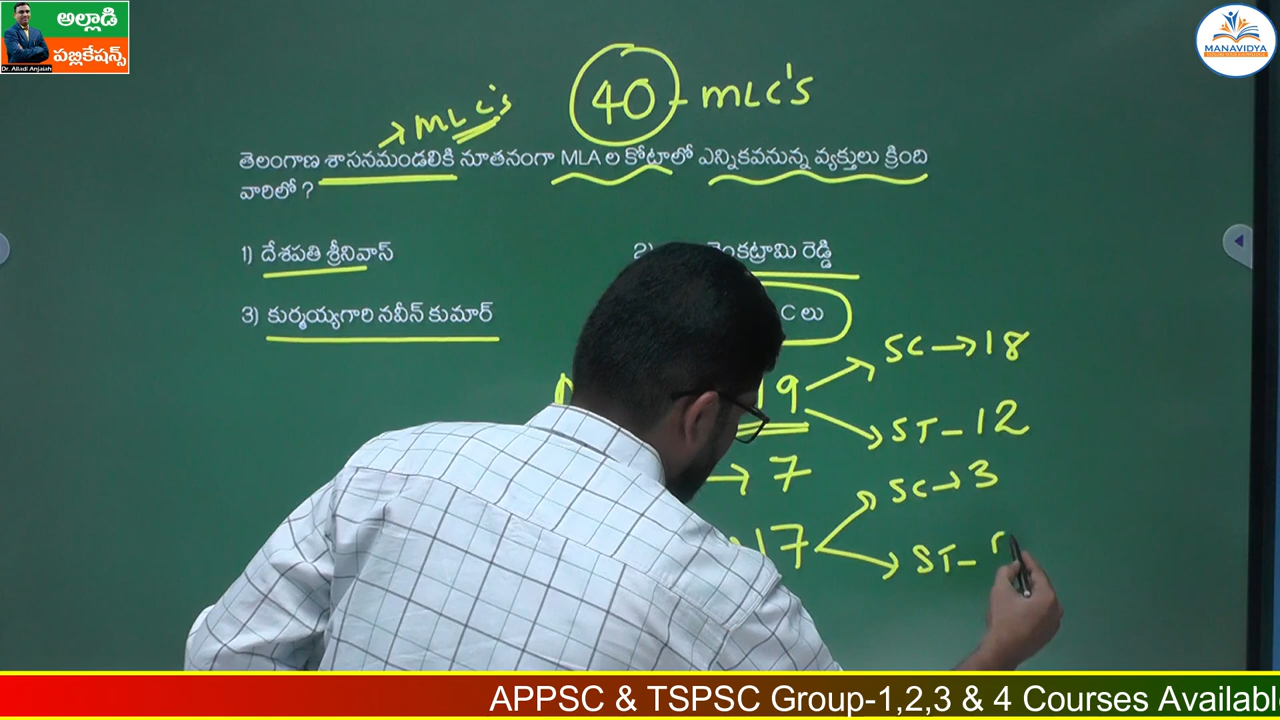 అల్లాడి
పబ్లికేషన్స్
Dr. Alladi Anjaiah
MANAVIDYA
40 - MLC's
→ MLC's
తెలంగాణ శాసనమండలికి నూతనంగా MLA ల కోటాలో ఎన్నికవనున్న వ్యక్తులు క్రింది
వారిలో ?
1) దేశపతి శ్రీనివాస్
2) వెంకట్రామి రెడ్డి
3) కుర్మయ్యగారి నవీన్ కుమార్
C లు
SC → 18
19
ST - 12
→ 7
SC → 3
17
ST -
APPSC & TSPSC Group-1,2,3 & 4 Courses Availabl